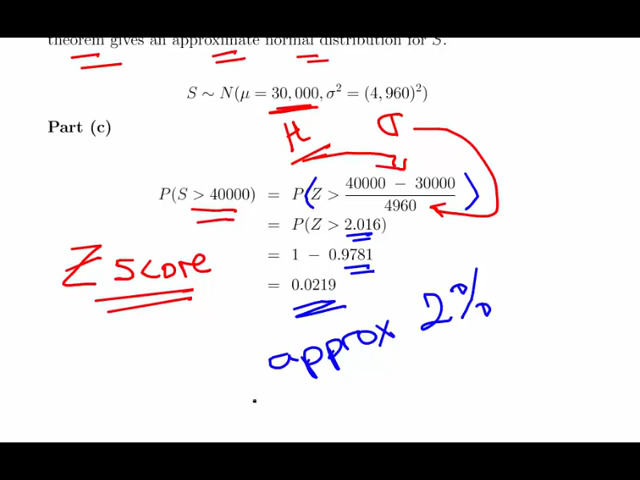 theorem gives an approximate normal distribution for S.
S ∼ N(μ = 30,000, σ² = (4,960)²)
Part (c)
μ σ
P(S > 40000) = P(Z > (40000 − 30000)/4960)
= P(Z > 2.016)
= 1 − 0.9781
Z score
= 0.0219
approx 2%